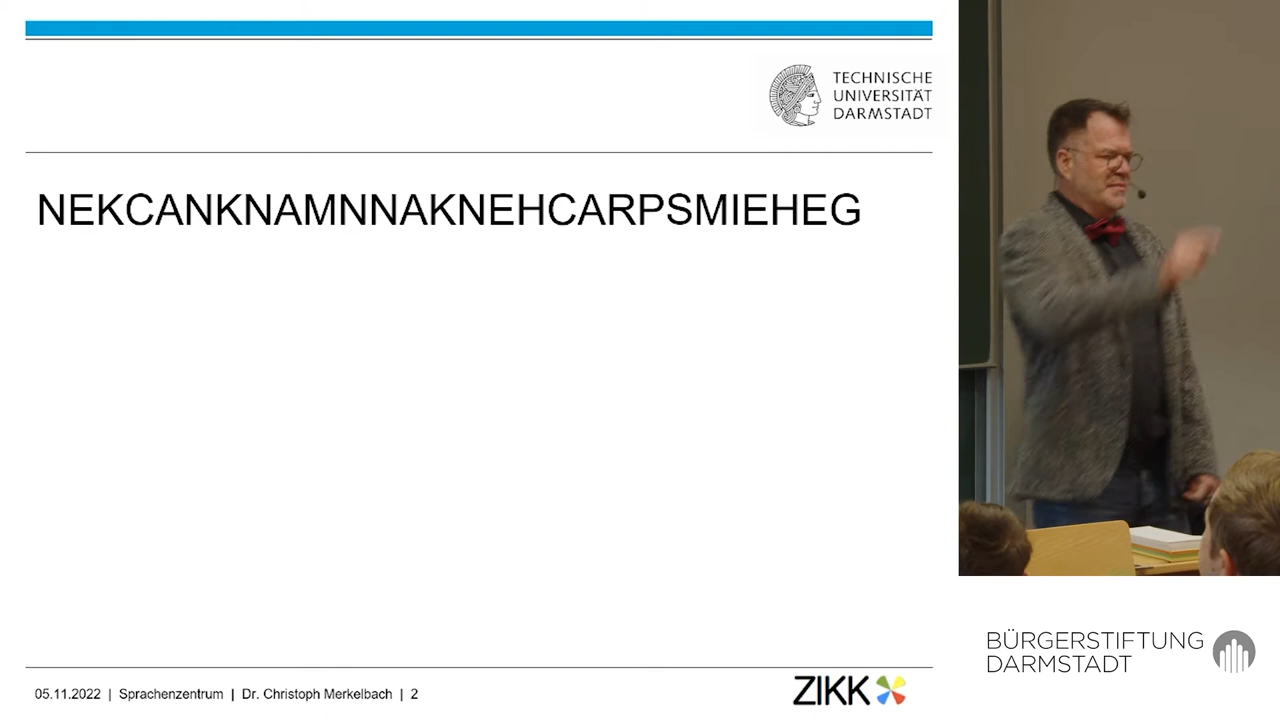 TECHNISCHE
UNIVERSITÄT
DARMSTADT
NEKCANKNAMNNAKNEHCARPSMIEHEG
05.11.2022 | Sprachenzentrum | Dr. Christoph Merkelbach | 2
ZIKK
BÜRGERSTIFTUNG
DARMSTADT